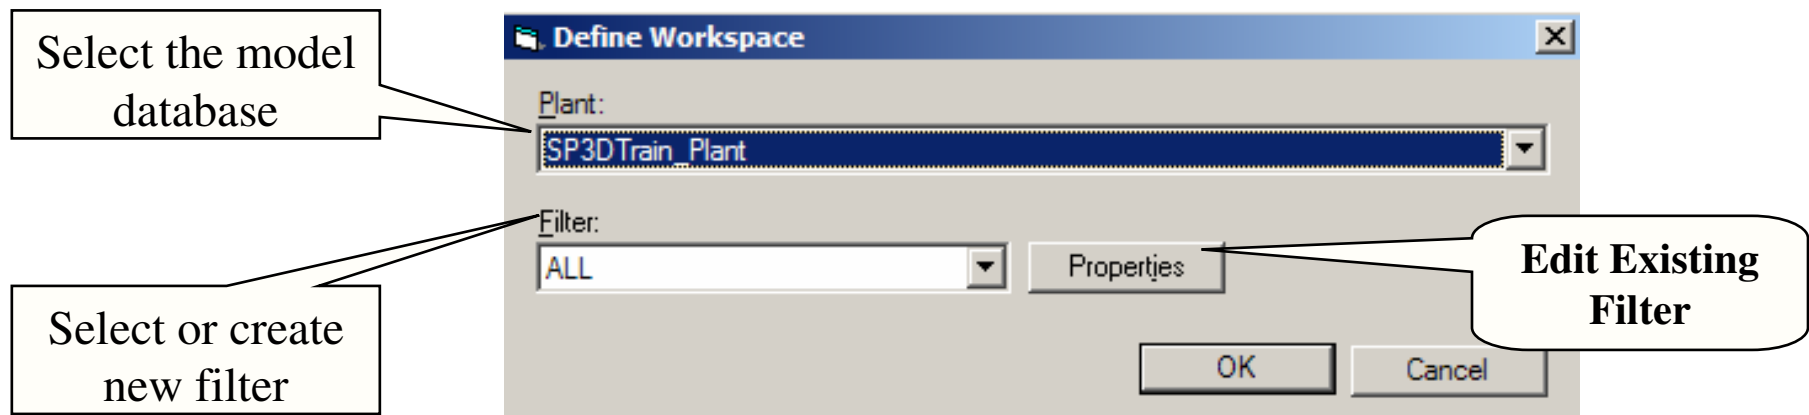 Select the model
database
Define Workspace
Plant:
SP3DTrain_Plant
Filter:
ALL
Properties
Edit Existing
Filter
Select or create
new filter
OK
Cancel